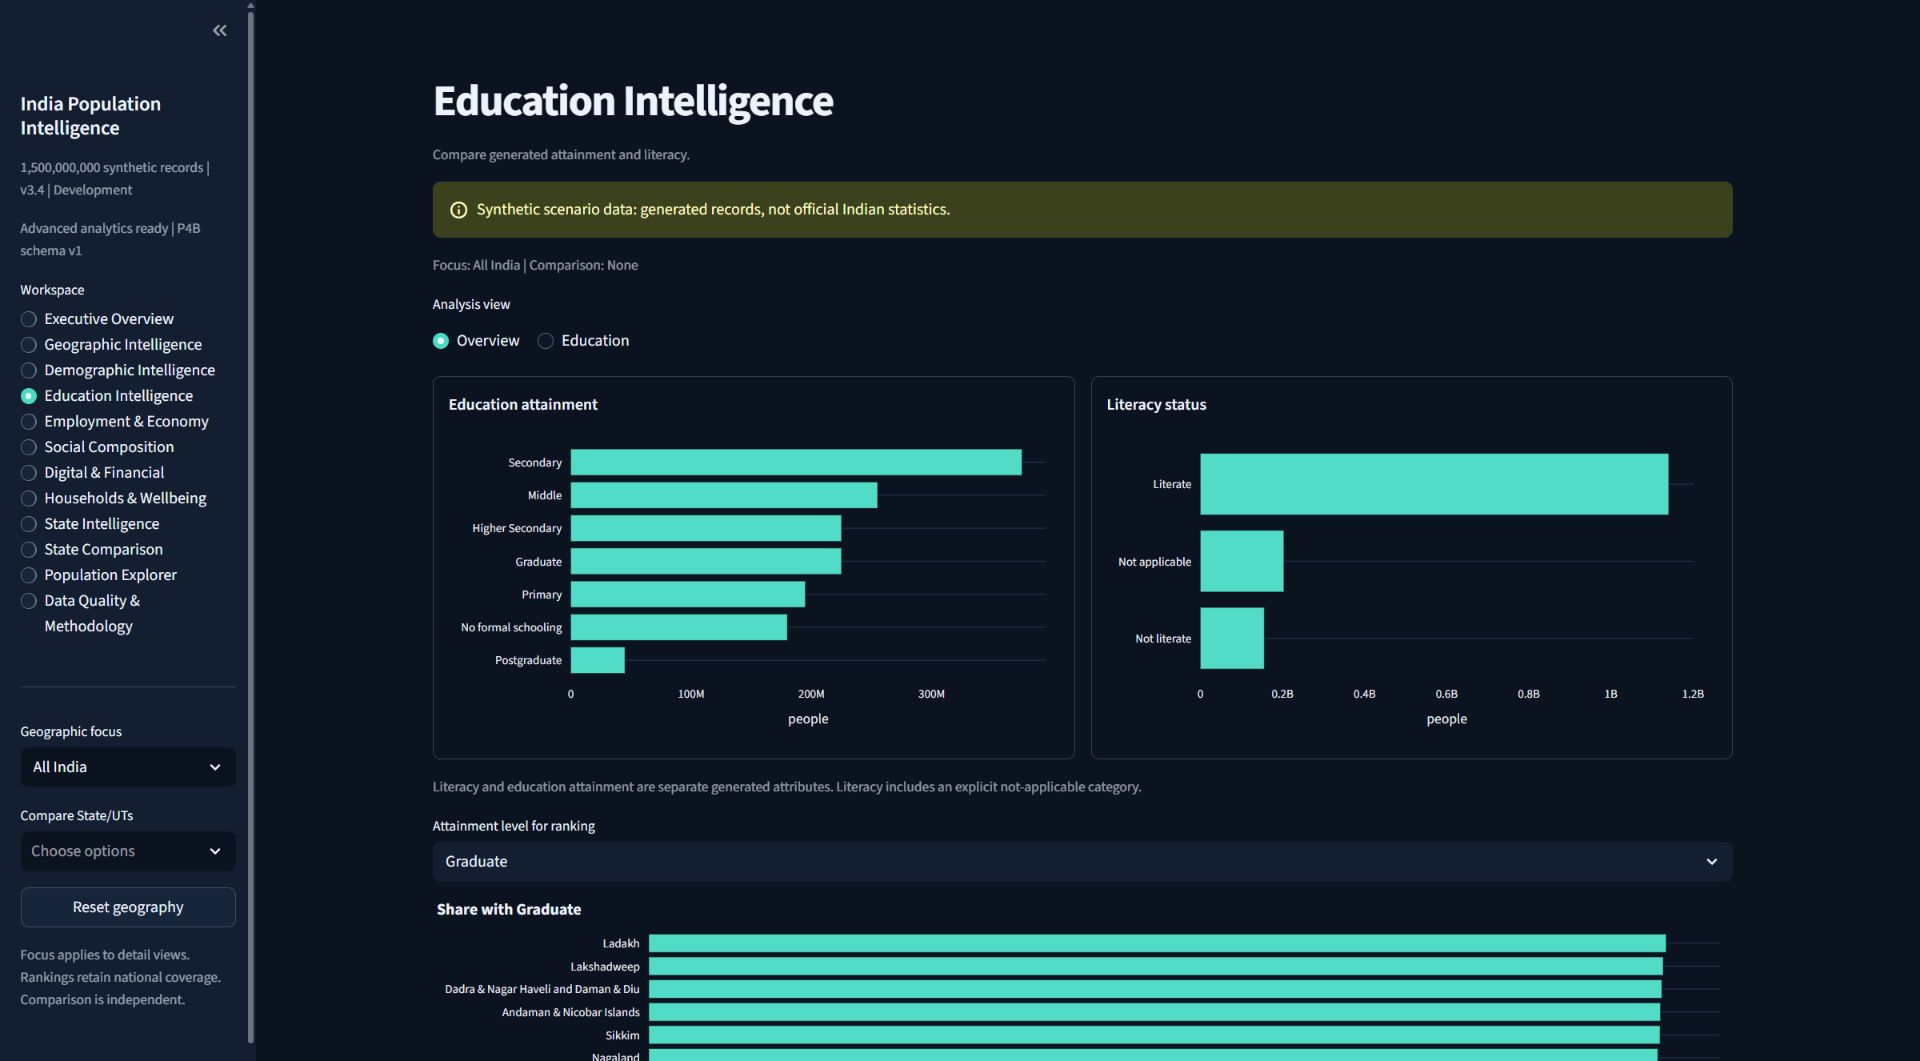 India Population
Intelligence
1,500,000,000 synthetic records |
v3.4 | Development
Advanced analytics ready | P4B
schema v1
Workspace
Executive Overview
Geographic Intelligence
Demographic Intelligence
Education Intelligence
Employment & Economy
Social Composition
Digital & Financial
Households & Wellbeing
State Intelligence
State Comparison
Population Explorer
Data Quality &
Methodology
Geographic focus
All India
Compare State/UTs
Choose options
Reset geography
Focus applies to detail views.
Rankings retain national coverage.
Comparison is independent.
Education Intelligence
Compare generated attainment and literacy.
Synthetic scenario data: generated records, not official Indian statistics.
Focus: All India | Comparison: None
Analysis view
Overview
Education
Education attainment
Secondary
Middle
Higher Secondary
Graduate
Primary
No formal schooling
Postgraduate
0 100M 200M 300M
people
Literacy status
Literate
Not applicable
Not literate
0 0.2B 0.4B 0.6B 0.8B 1B 1.2B
people
Literacy and education attainment are separate generated attributes. Literacy includes an explicit not-applicable category.
Attainment level for ranking
Graduate
Share with Graduate
Ladakh
Lakshadweep
Dadra & Nagar Haveli and Daman & Diu
Andaman & Nicobar Islands
Sikkim
Nagaland